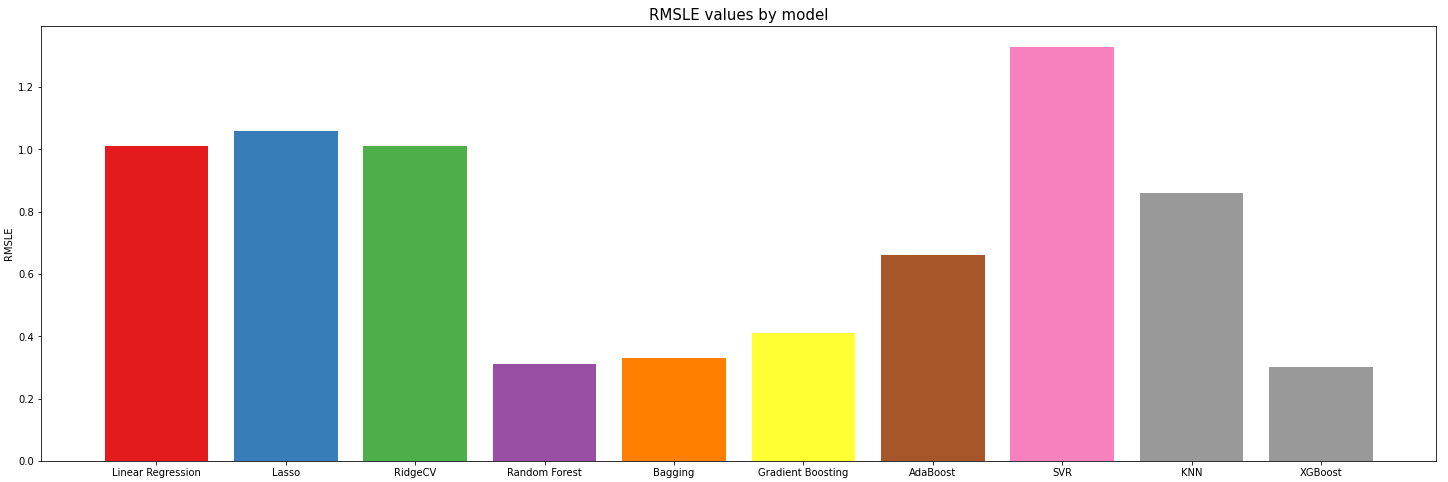 RMSLE values by model
RMSLE
1.2
1.0
0.8
0.6
0.4
0.2
0.0
Linear Regression
Lasso
RidgeCV
Random Forest
Bagging
Gradient Boosting
AdaBoost
SVR
KNN
XGBoost